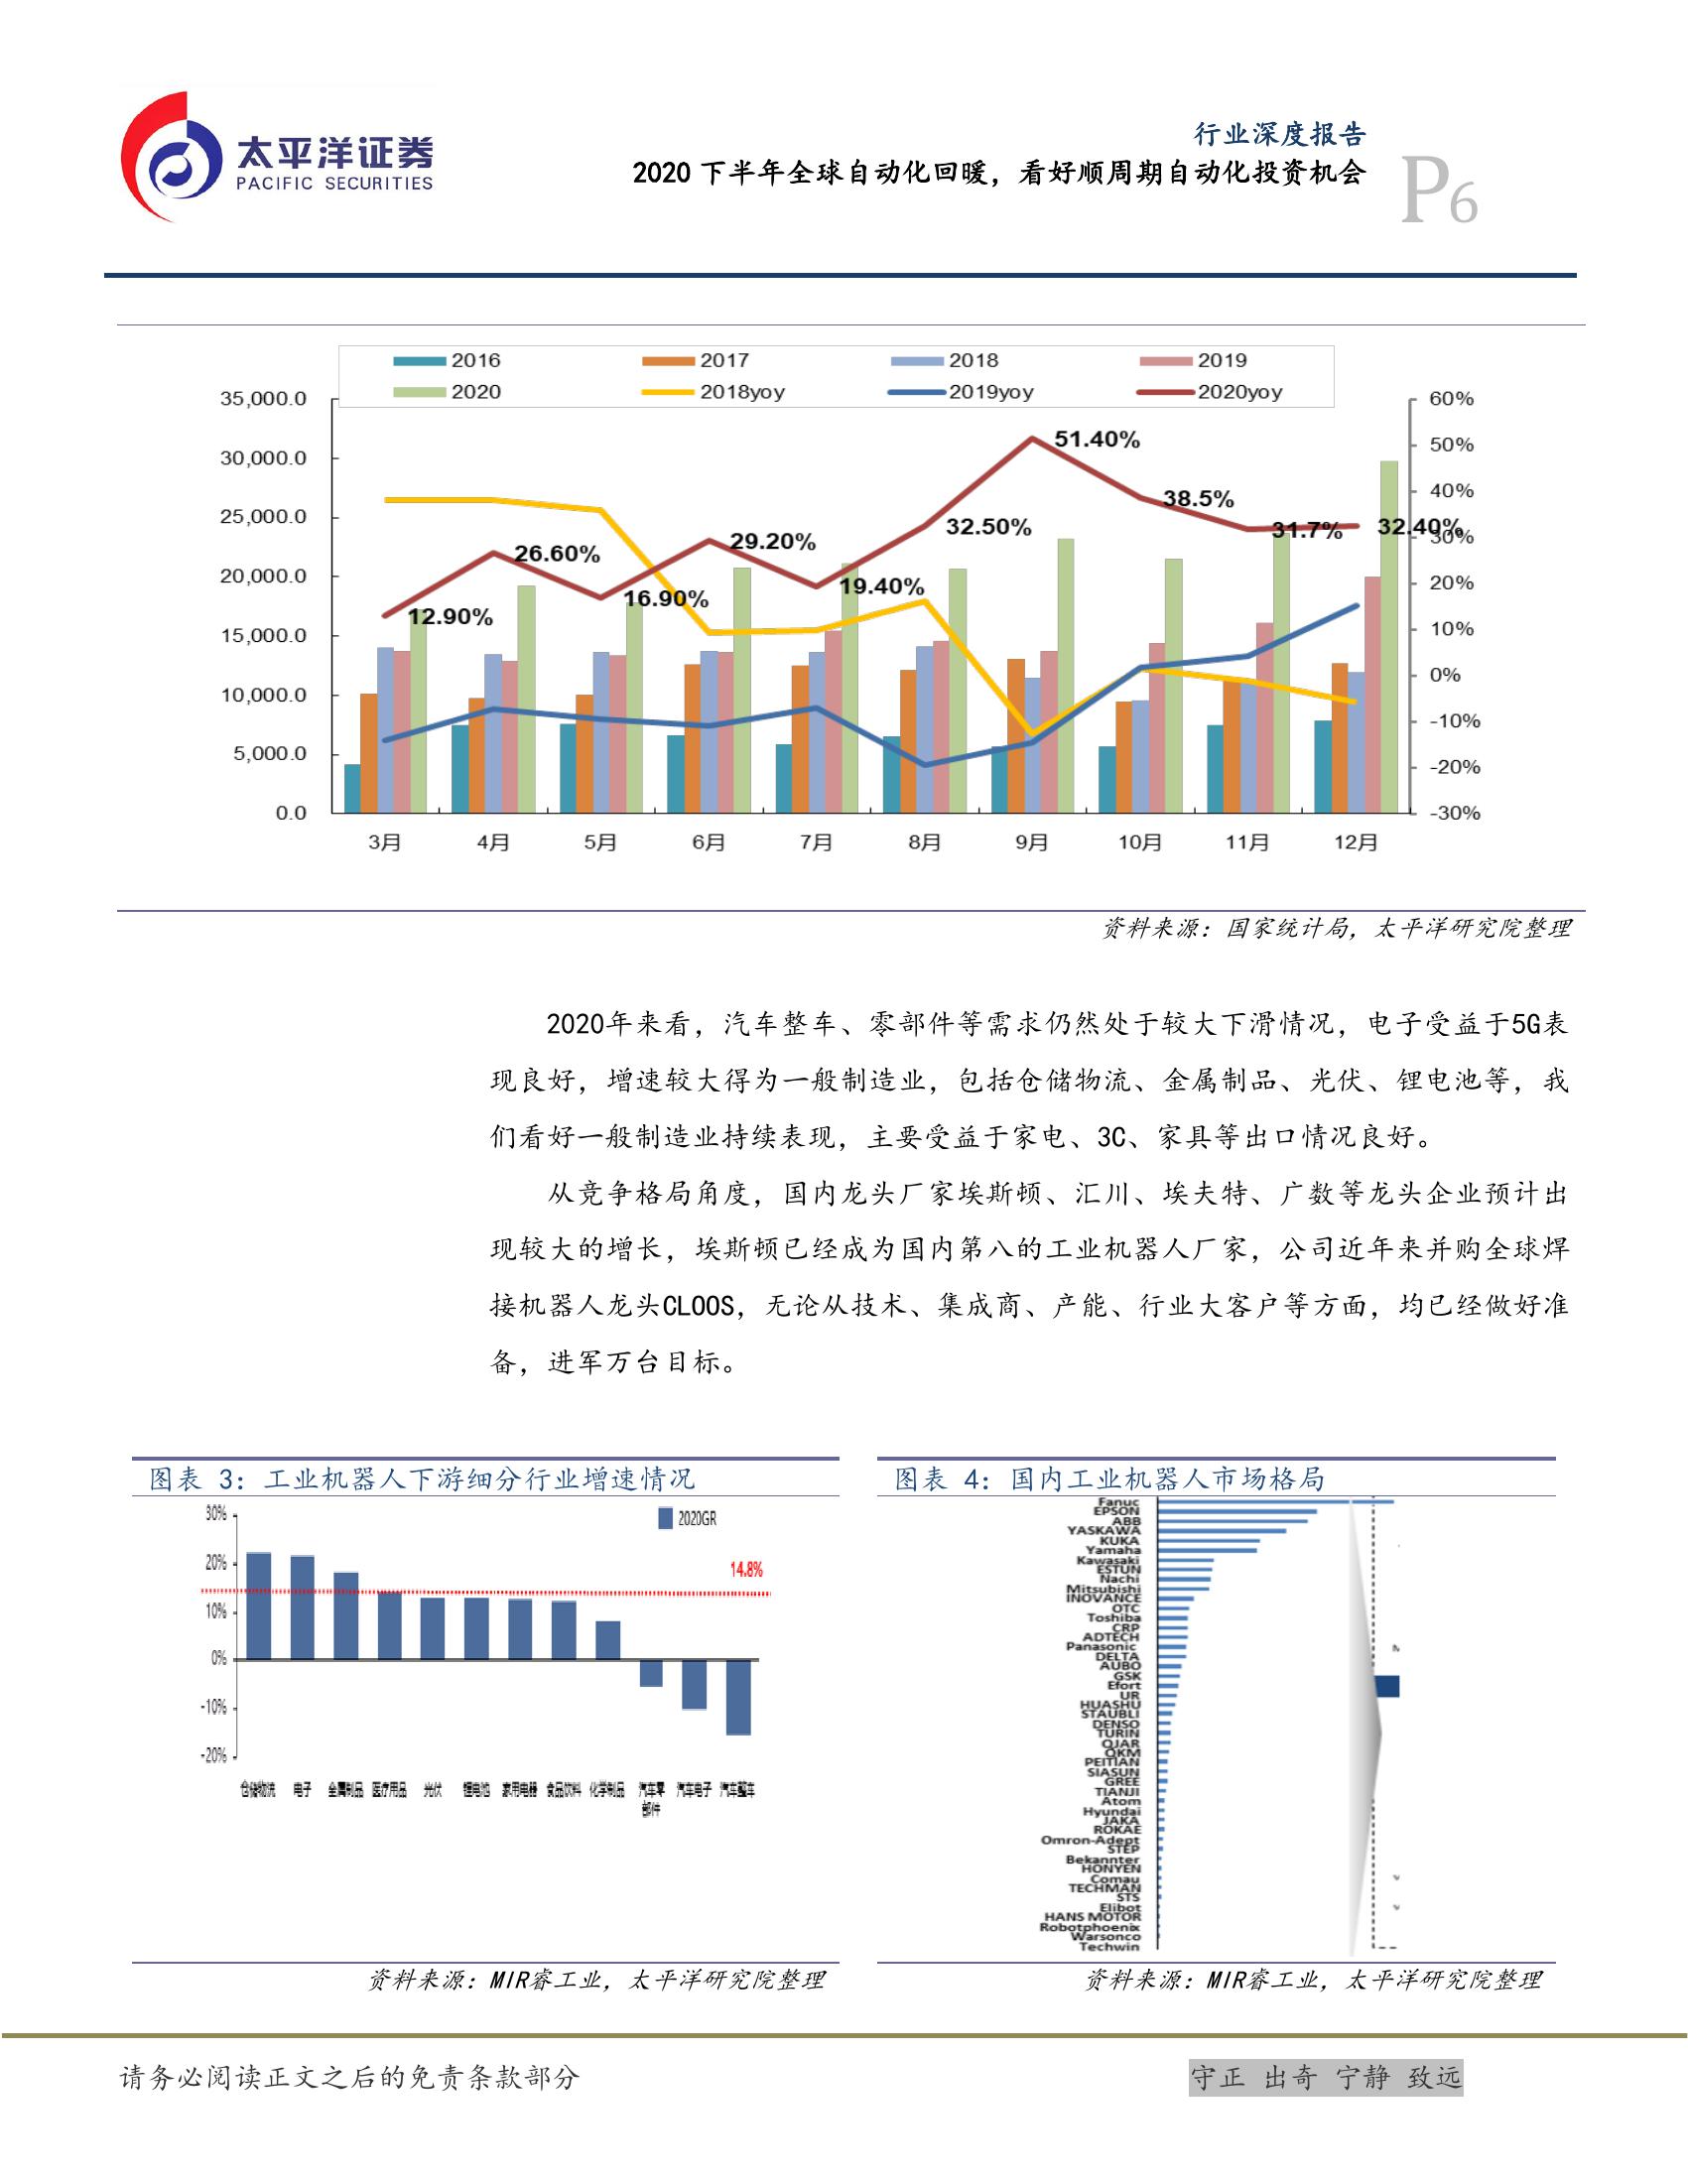 太平洋证券
PACIFIC SECURITIES
行业深度报告
2020 下半年全球自动化回暖，看好顺周期自动化投资机会
P6
2016
2017
2018
2019
2020
2018yoy
2019yoy
2020yoy
35,000.0
30,000.0
25,000.0
20,000.0
15,000.0
10,000.0
5,000.0
0.0
60%
50%
40%
30%
20%
10%
0%
-10%
-20%
-30%
12.90%
26.60%
16.90%
29.20%
19.40%
32.50%
51.40%
38.5%
31.7%
32.40%
3月
4月
5月
6月
7月
8月
9月
10月
11月
12月
资料来源：国家统计局，太平洋研究院整理
2020年来看，汽车整车、零部件等需求仍然处于较大下滑情况，电子受益于5G表
现良好，增速较大得为一般制造业，包括仓储物流、金属制品、光伏、锂电池等，我
们看好一般制造业持续表现，主要受益于家电、3C、家具等出口情况良好。
从竞争格局角度，国内龙头厂家埃斯顿、汇川、埃夫特、广数等龙头企业预计出
现较大的增长，埃斯顿已经成为国内第八的工业机器人厂家，公司近年来并购全球焊
接机器人龙头CLOOS，无论从技术、集成商、产能、行业大客户等方面，均已经做好准
备，进军万台目标。
图表 3：工业机器人下游细分行业增速情况
30%
20%
10%
0%
-10%
-20%
2020GR
14.8%
仓储物流
电子
金属制品
医疗用品
光伏
锂电池
家用电器
食品饮料
化学制品
汽车零
部件
汽车电子
汽车整车
资料来源：MIR睿工业，太平洋研究院整理
图表 4：国内工业机器人市场格局
Fanuc
EPSON
ABB
YASKAWA
KUKA
Yamaha
Kawasaki
ESTUN
Nachi
Mitsubishi
INOVANCE
OTC
Toshiba
CRP
ADTECH
Panasonic
DELTA
AUBO
GSK
Efort
UR
HUASHU
STAUBLI
DENSO
TURIN
QJAR
QKM
PEITIAN
SIASUN
GREE
TIANJI
Atom
Hyundai
JAKA
ROKAE
Omron-Adept
STEP
Bekannter
HONYEN
Comau
TECHMAN
STS
Elibot
HANS MOTOR
Robotphoenix
Warsonco
Techwin
资料来源：MIR睿工业，太平洋研究院整理
请务必阅读正文之后的免责条款部分
守正 出奇 宁静 致远